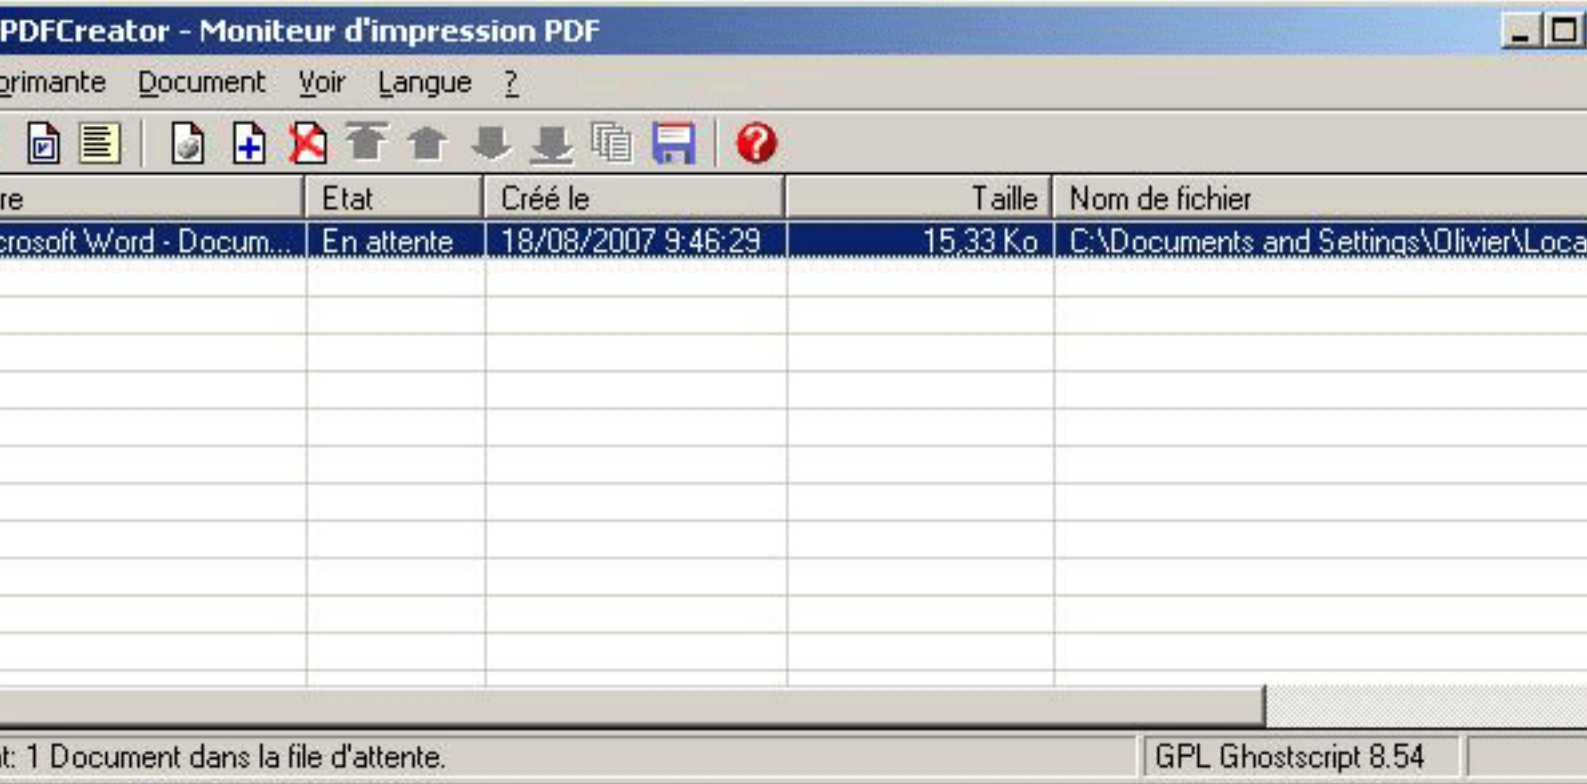 PDFCreator - Moniteur d'impression PDF
primante Document Voir Langue ?
re Etat Créé le Taille Nom de fichier
crosoft Word - Docum... En attente 18/08/2007 9:46:29 15,33 Ko C:\Documents and Settings\Olivier\Loca
t: 1 Document dans la file d'attente. GPL Ghostscript 8.54